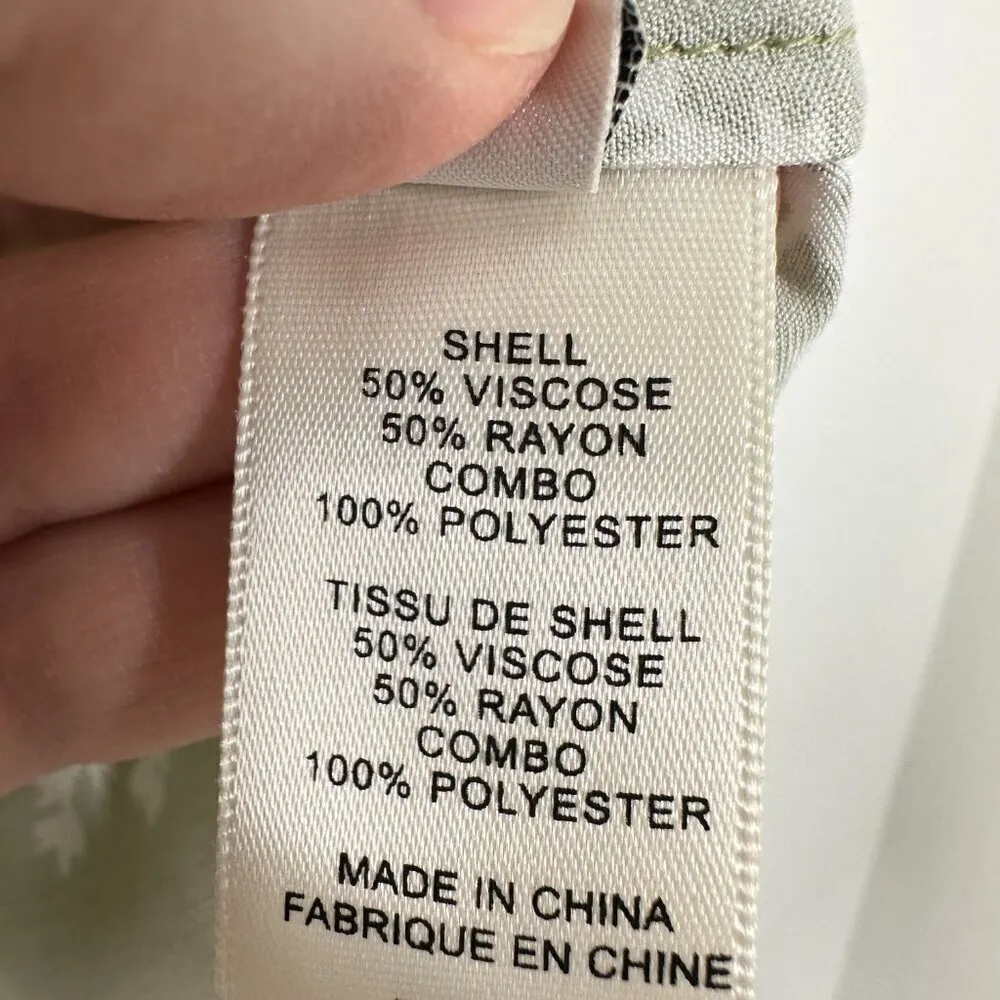 SHELL
50% VISCOSE
50% RAYON
COMBO
100% POLYESTER
TISSU DE SHELL
50% VISCOSE
50% RAYON
COMBO
100% POLYESTER
MADE IN CHINA
FABRIQUE EN CHINE